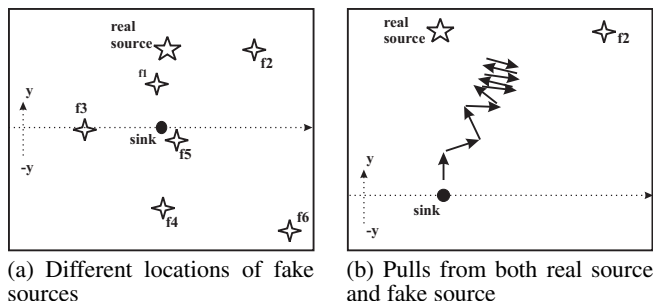 real
source
f1
f2
y
f3
sink
f5
-y
f4
f6
(a) Different locations of fake
sources
real
source
f2
y
sink
-y
(b) Pulls from both real source
and fake source